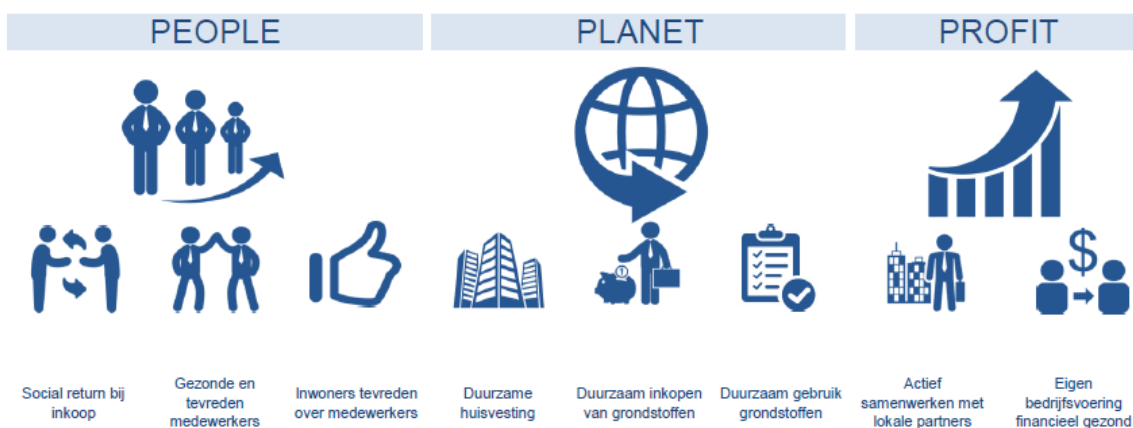 PEOPLE
PLANET
PROFIT
1
$
Social return bij
inkoop
Gezonde en
tevreden
medewerkers
Inwoners tevreden
over medewerkers
Duurzame
huisvesting
Duurzaam inkopen
van grondstoffen
Duurzaam gebruik
grondstoffen
Actief
samenwerken met
lokale partners
Eigen
bedrijfsvoering
financieel gezond